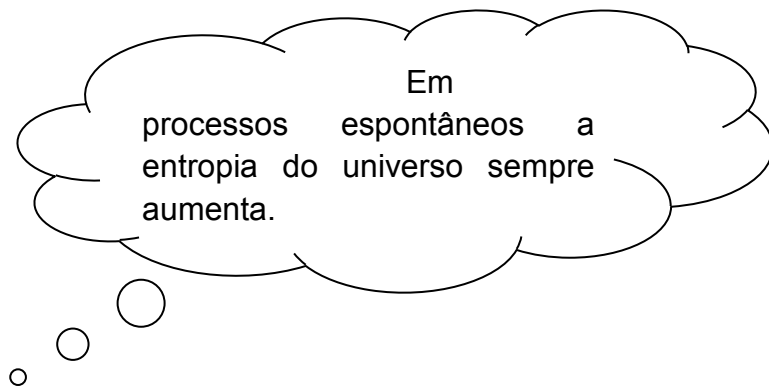 Em
processos espontâneos a
entropia do universo sempre
aumenta.